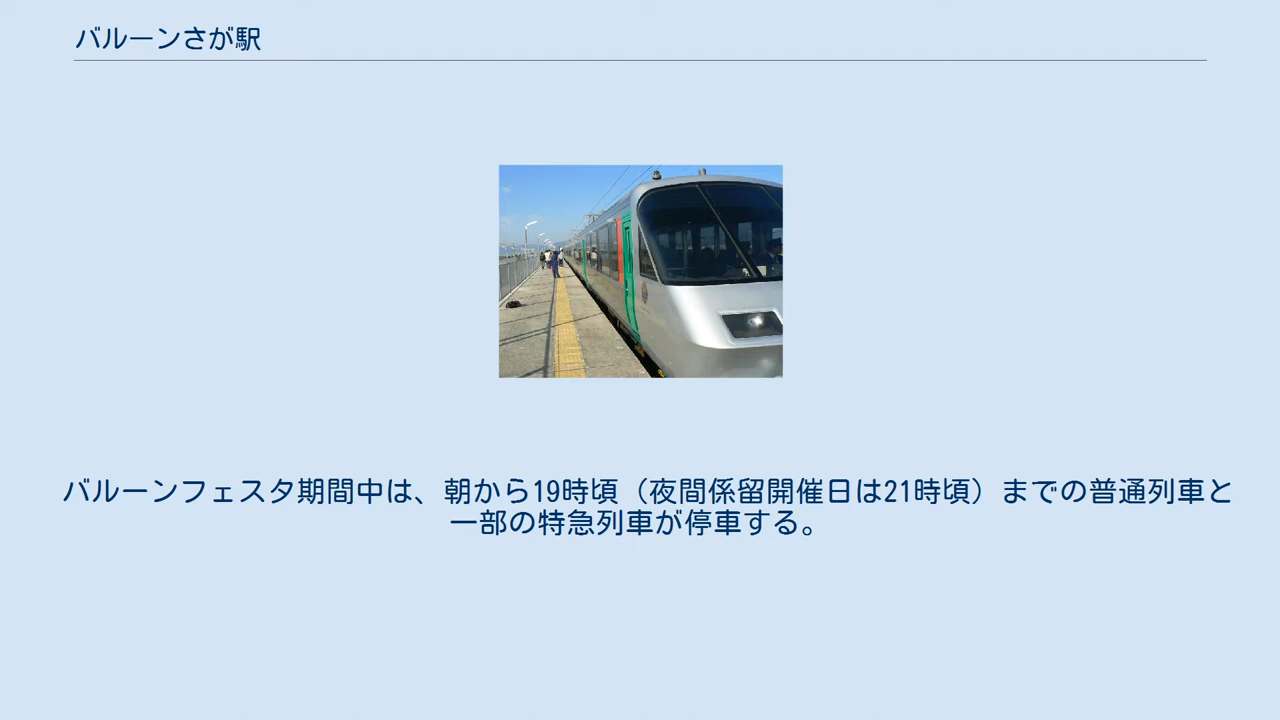 バルーンさが駅
バルーンフェスタ期間中は、朝から19時頃（夜間係留開催日は21時頃）までの普通列車と
一部の特急列車が停車する。